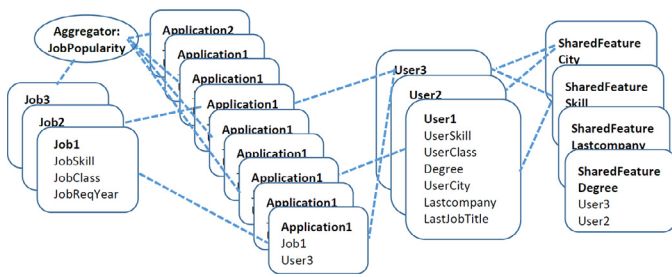 Aggregator:
JobPopularity
Job3
Job2
Job1
JobSkill
JobClass
JobReqYear
Application2
Application1
Application1
Application1
Application1
Application1
Application1
Application1
Application1
Job1
User3
User3
User2
User1
UserSkill
UserClass
Degree
UserCity
Lastcompany
LastJobTitle
SharedFeature
City
SharedFeature
Skill
SharedFeature
Lastcompany
SharedFeature
Degree
User3
User2